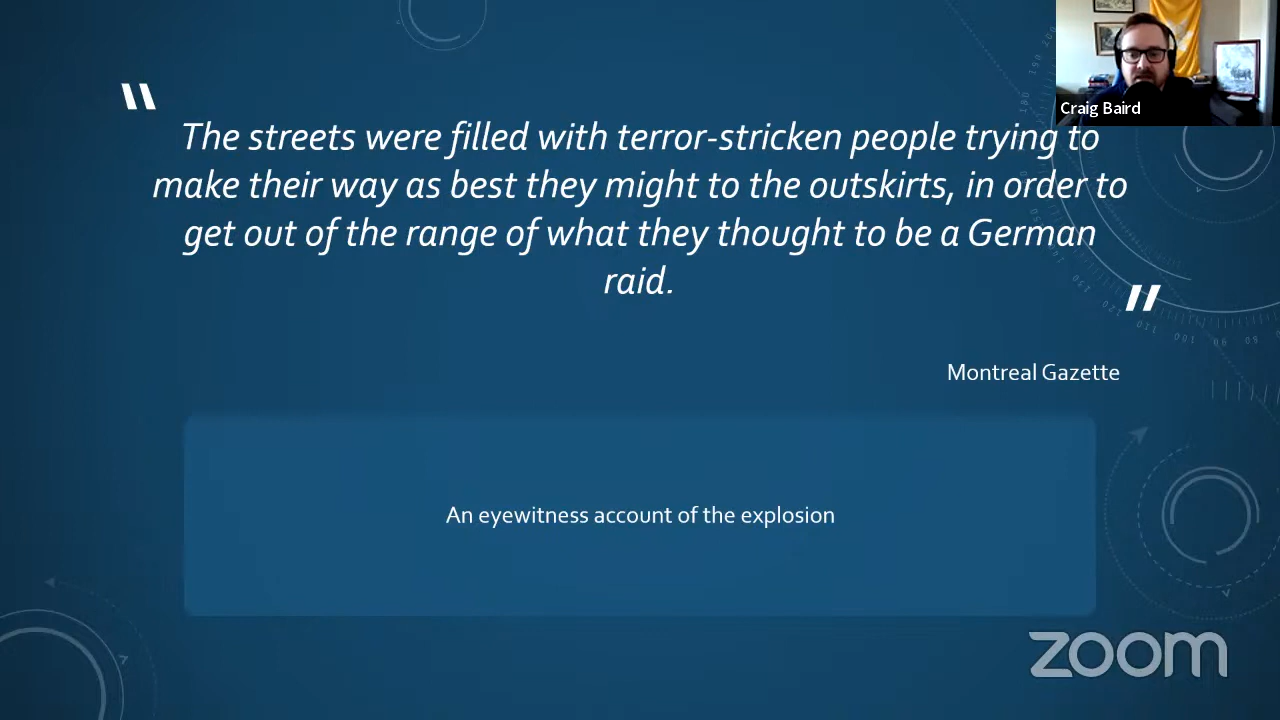 "
The streets were filled with terror-stricken people trying to
make their way as best they might to the outskirts, in order to
get out of the range of what they thought to be a German
raid.
"
Montreal Gazette
An eyewitness account of the explosion
Craig Baird
zoom